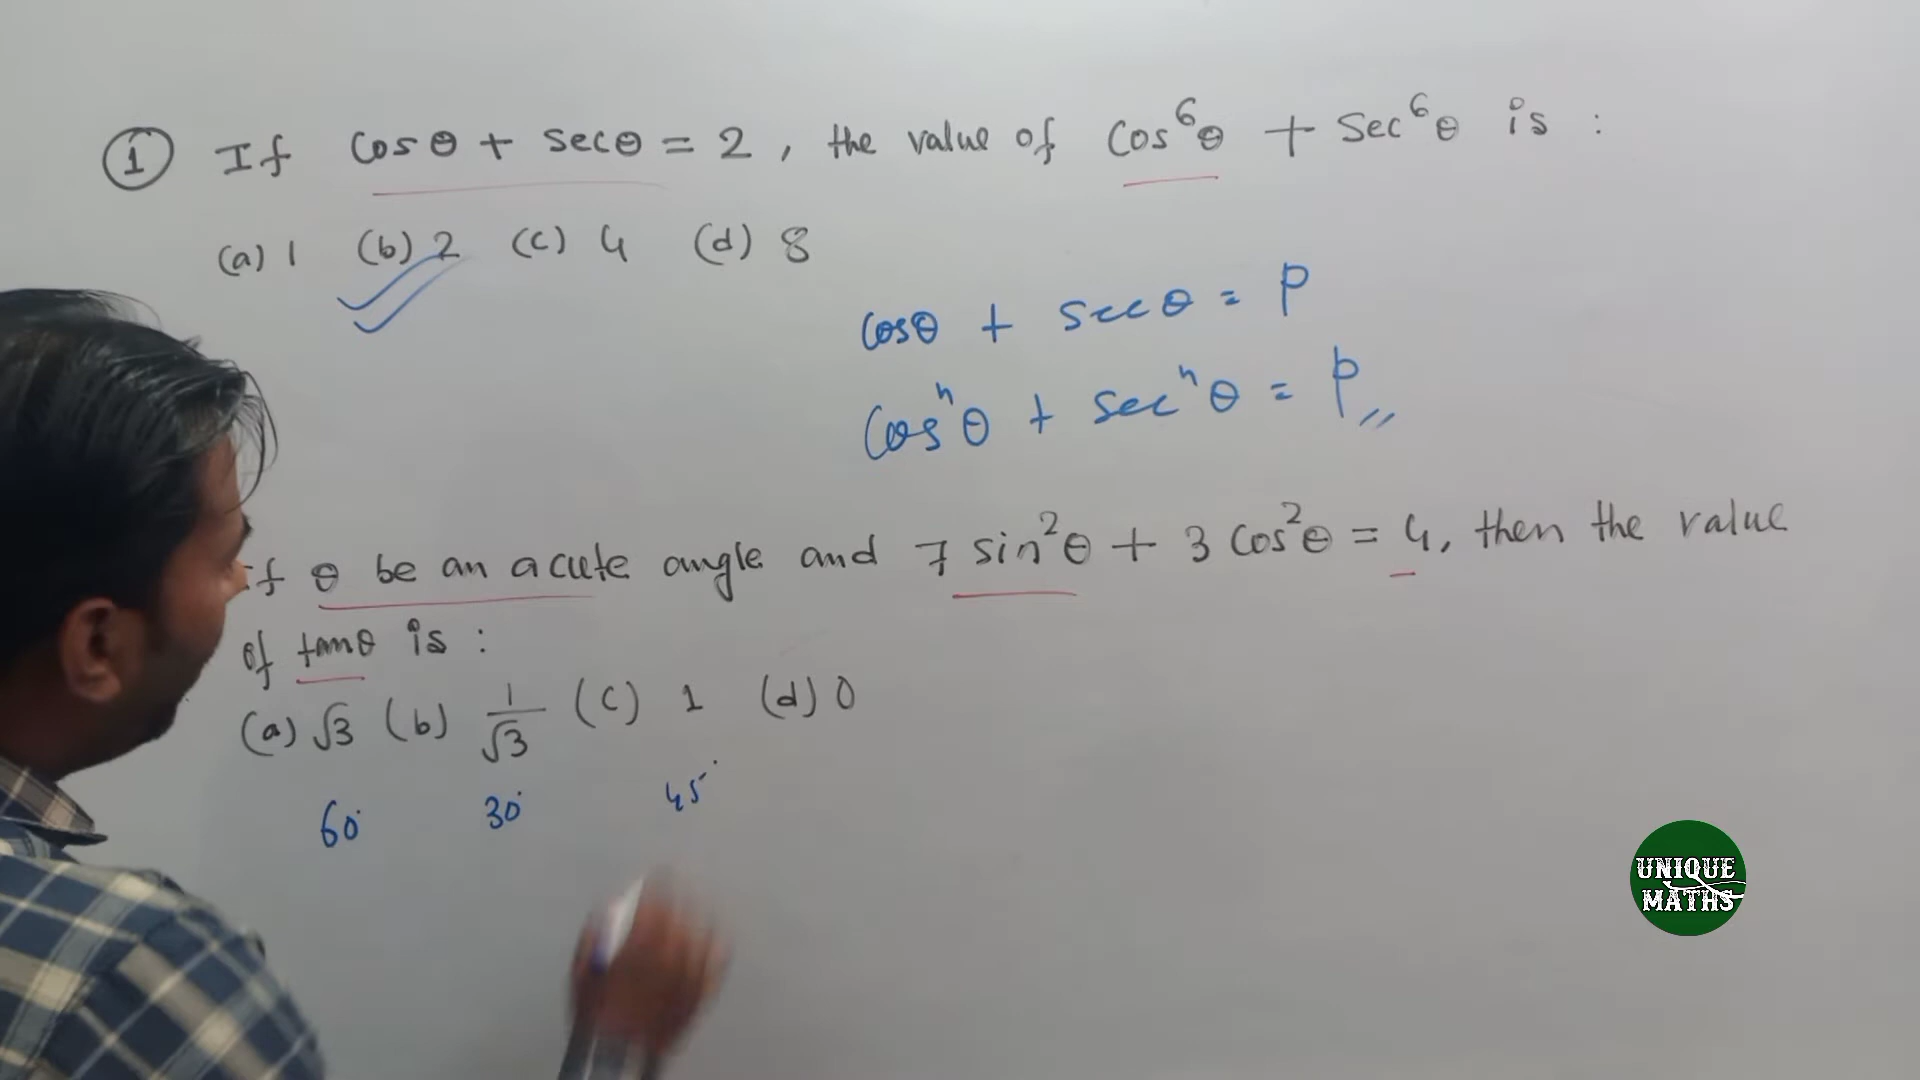 ① If cosθ + secθ = 2, the value of cos⁶θ + sec⁶θ is :
(a) 1 (b) 2 (c) 4 (d) 8
cosθ + secθ = P
cosⁿθ + secⁿθ = P
If θ be an acute angle and 7 sin²θ + 3 cos²θ = 4, then the value
of tanθ is :
(a) √3 (b) 1/√3 (c) 1 (d) 0
60° 30° 45°
UNIQUE
MATHS